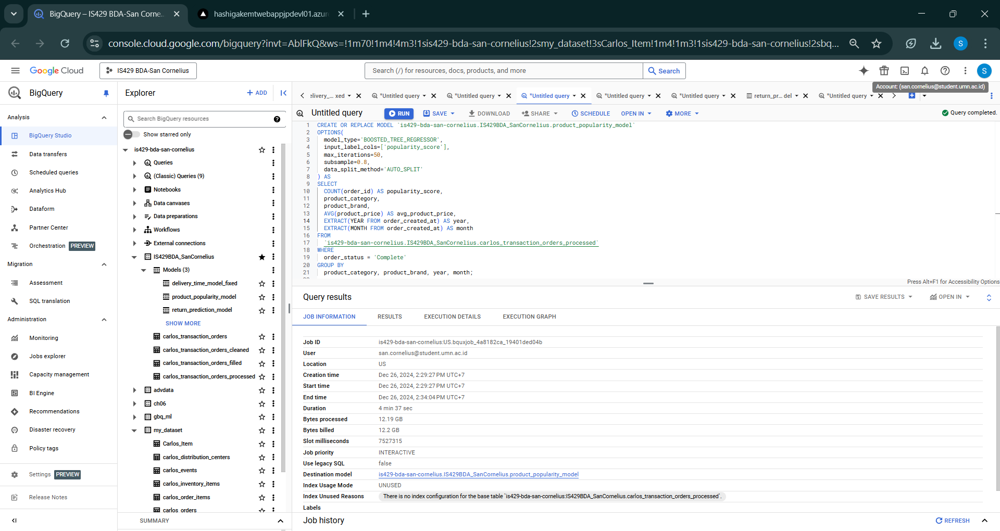 BigQuery – IS429 BDA-San Corne..
hashigakemtwebappjpdevl01.azur
console.cloud.google.com/bigquery?invt=AblFkQ&ws=!1m70!1m4!4m3!1sis429-bda-san-cornelius!2smy_dataset!3sCarlos_Item!1m4!1m3!1sis429-bda-san-cornelius!2sbq...
S
Google Cloud
IS429 BDA-San Cornelius
Search (/) for resources, docs, products, and more
Search
S
Account: (san.cornelius@student.umn.ac.id)
BigQuery
Analysis
BigQuery Studio
Data transfers
Scheduled queries
Analytics Hub
Dataform
Partner Center
Orchestration PREVIEW
Migration
Assessment
SQL translation
Administration
Monitoring
Jobs explorer
Capacity management
BI Engine
Recommendations
Disaster recovery
Policy tags
Settings PREVIEW
Release Notes
Explorer
+ ADD
Search BigQuery resources
Show starred only
is429-bda-san-cornelius
Queries
(Classic) Queries (9)
Notebooks
Data canvases
Data preparations
Workflows
External connections
IS429BDA_SanCornelius
Models (3)
delivery_time_model_fixed
product_popularity_model
return_prediction_model
SHOW MORE
carlos_transaction_orders
carlos_transaction_orders_cleaned
carlos_transaction_orders_filled
carlos_transaction_orders_processed
advdata
ch06
gbq_ml
my_dataset
Carlos_Item
carlos_distribution_centers
carlos_events
carlos_inventory_items
carlos_order_items
carlos_orders
SUMMARY
elivery_... xed
*Untitled query
*Untitled query
*Untitled query
*Untitled query
*Untitled query
return_pr... del
*Untitled query
Untitled query
RUN
SAVE
DOWNLOAD
SHARE
SCHEDULE
OPEN IN
MORE
Query completed.
1 CREATE OR REPLACE MODEL `is429-bda-san-cornelius.IS429BDA_SanCornelius.product_popularity_model`
2 OPTIONS(
3 model_type='BOOSTED_TREE_REGRESSOR',
4 input_label_cols=['popularity_score'],
5 max_iterations=50,
6 subsample=0.8,
7 data_split_method='AUTO_SPLIT'
8 ) AS
9 SELECT
10 COUNT(order_id) AS popularity_score,
11 product_category,
12 product_brand,
13 AVG(product_price) AS avg_product_price,
14 EXTRACT(YEAR FROM order_created_at) AS year,
15 EXTRACT(MONTH FROM order_created_at) AS month
16 FROM
17 `is429-bda-san-cornelius.IS429BDA_SanCornelius.carlos_transaction_orders_processed`
18 WHERE
19 order_status = 'Complete'
20 GROUP BY
21 product_category, product_brand, year, month;
Press Alt+F1 for Accessibility Options
Query results
SAVE RESULTS
OPEN IN
JOB INFORMATION
RESULTS
EXECUTION DETAILS
EXECUTION GRAPH
Job ID is429-bda-san-cornelius:US.bquxjob_4a8182ca_19401ded04b
User san.cornelius@student.umn.ac.id
Location US
Creation time Dec 26, 2024, 2:29:27 PM UTC+7
Start time Dec 26, 2024, 2:29:27 PM UTC+7
End time Dec 26, 2024, 2:34:04 PM UTC+7
Duration 4 min 37 sec
Bytes processed 12.19 GB
Bytes billed 12.2 GB
Slot milliseconds 7527315
Job priority INTERACTIVE
Use legacy SQL false
Destination model is429-bda-san-cornelius.IS429BDA_SanCornelius.product_popularity_model
Index Usage Mode UNUSED
Index Unused Reasons There is no index configuration for the base table `is429-bda-san-cornelius:IS429BDA_SanCornelius.carlos_transaction_orders_processed`.
Labels
Job history
REFRESH